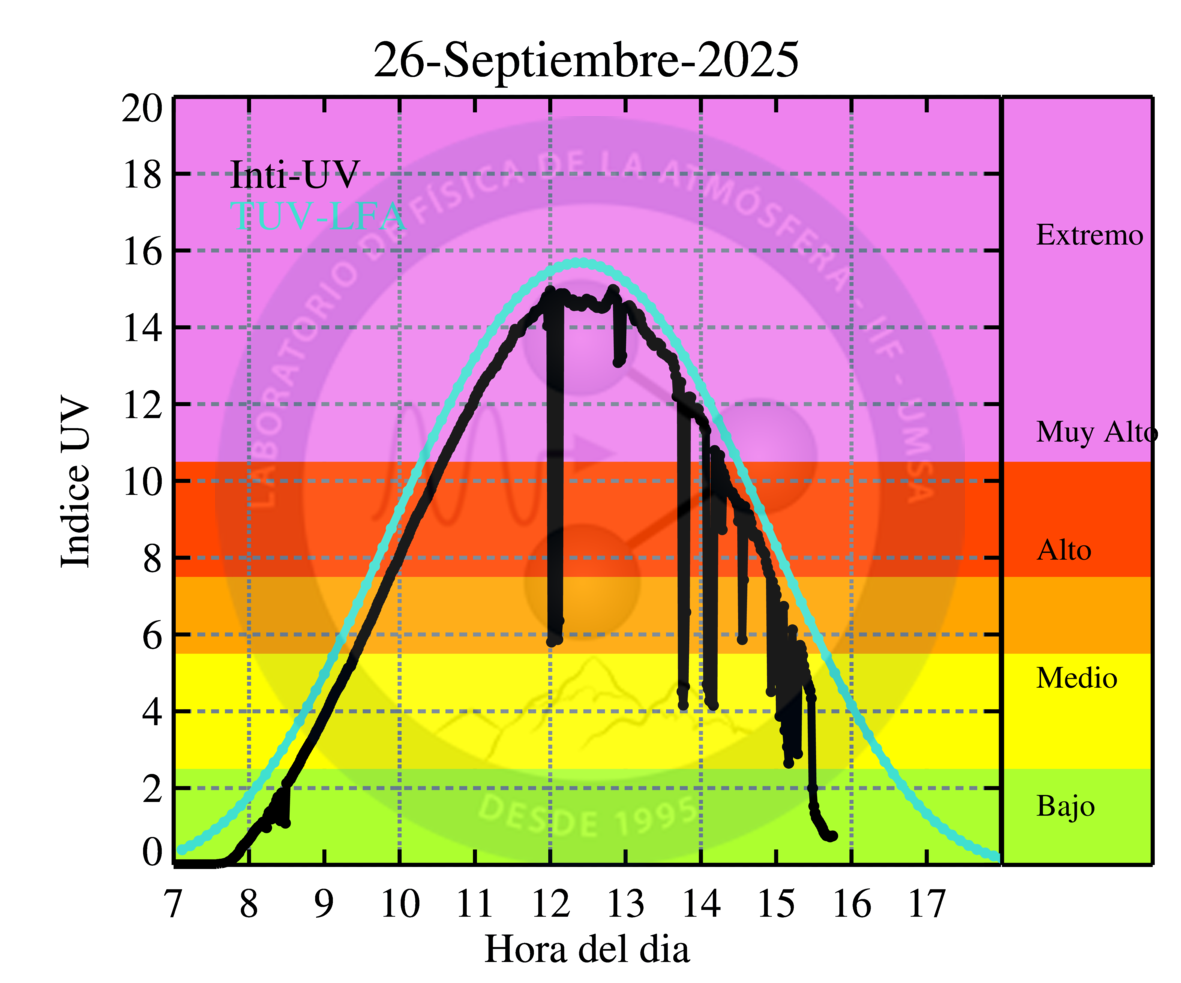 26-Septiembre-2025
Indice UV
20
18
16
14
12
10
8
6
4
2
0
Inti-UV
TUV-LFA
LABORATORIO DE FÍSICA DE LA ATMÓSFERA - IIF - UMSA
DESDE 1995
Extremo
Muy Alto
Alto
Medio
Bajo
7 8 9 10 11 12 13 14 15 16 17
Hora del dia